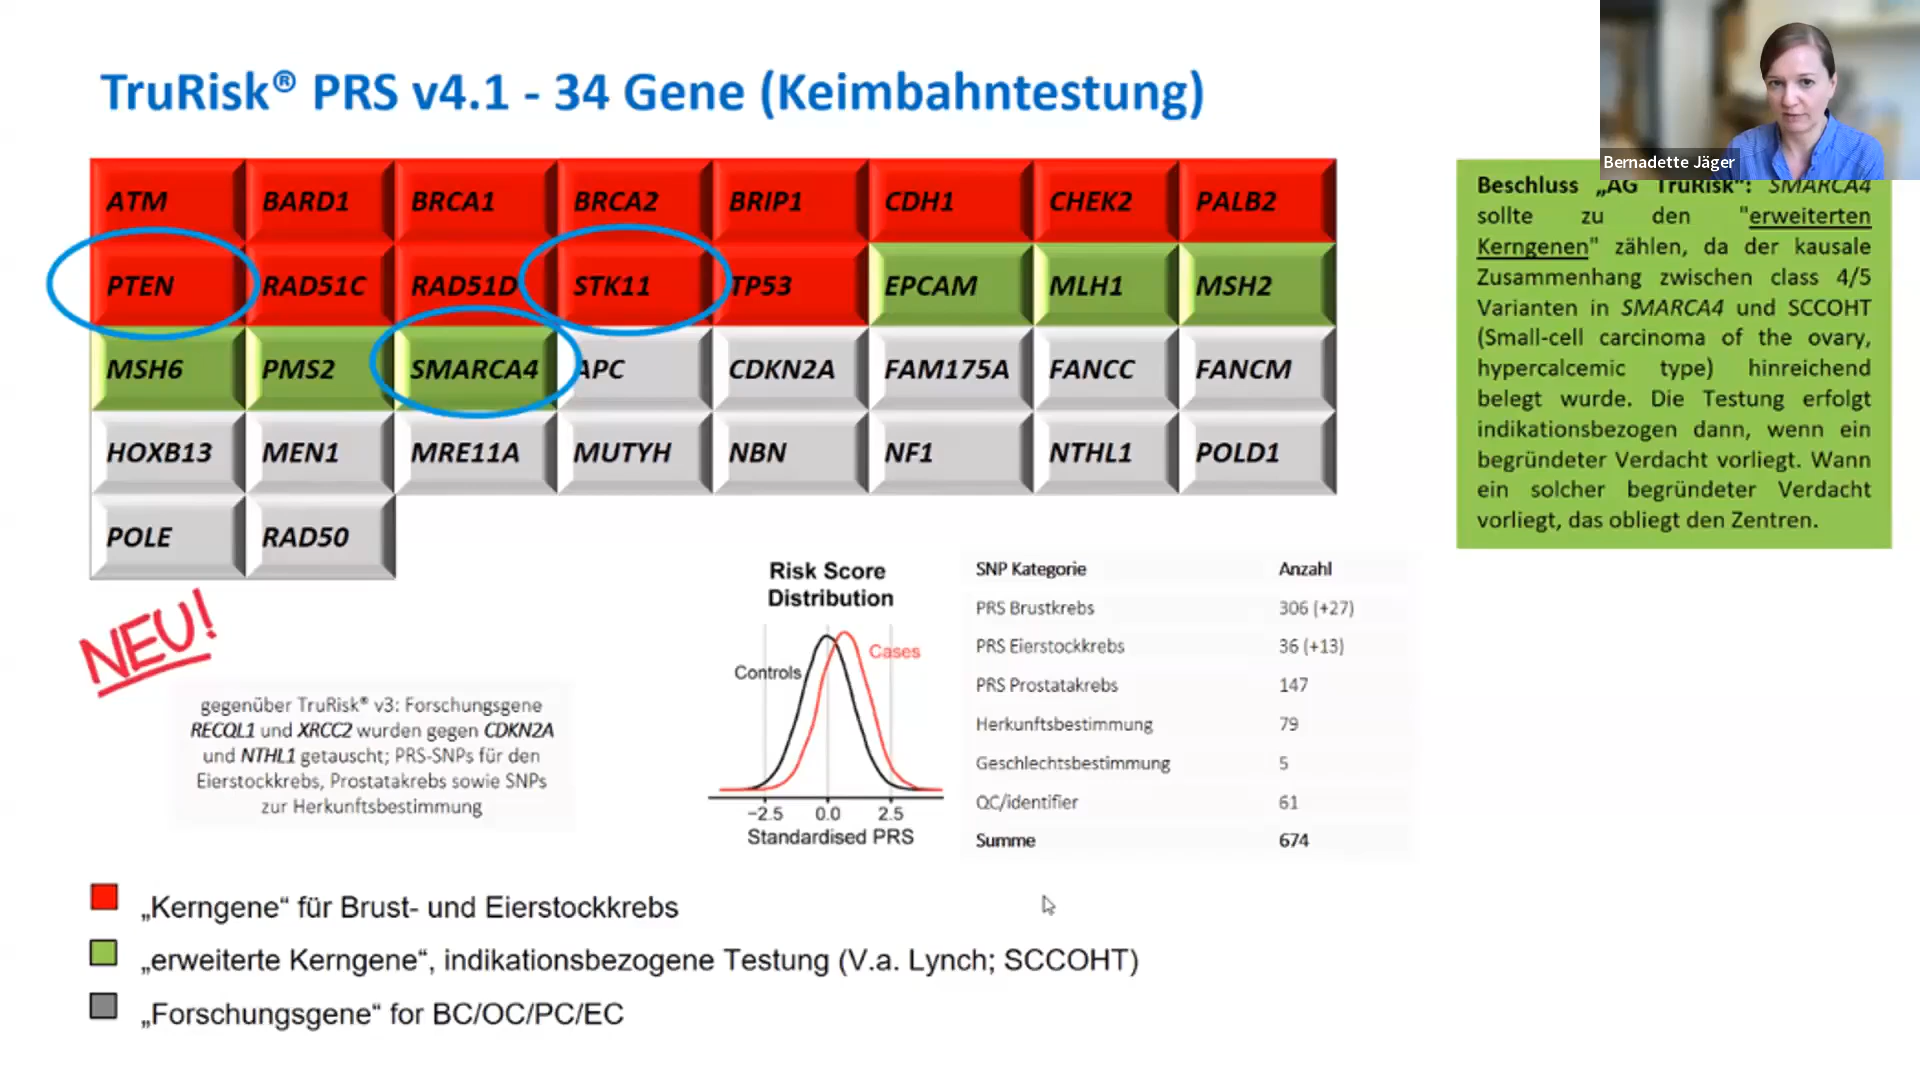 TruRisk® PRS v4.1 - 34 Gene (Keimbahntestung)
Bernadette Jäger
ATM BARD1 BRCA1 BRCA2 BRIP1 CDH1 CHEK2 PALB2
PTEN RAD51C RAD51D STK11 TP53 EPCAM MLH1 MSH2
MSH6 PMS2 SMARCA4 APC CDKN2A FAM175A FANCC FANCM
HOXB13 MEN1 MRE11A MUTYH NBN NF1 NTHL1 POLD1
POLE RAD50
Beschluss „AG TruRisk“: SMARCA4
sollte zu den "erweiterten
Kerngenen" zählen, da der kausale
Zusammenhang zwischen class 4/5
Varianten in SMARCA4 und SCCOHT
(Small-cell carcinoma of the ovary,
hypercalcemic type) hinreichend
belegt wurde. Die Testung erfolgt
indikationsbezogen dann, wenn ein
begründeter Verdacht vorliegt. Wann
ein solcher begründeter Verdacht
vorliegt, das obliegt den Zentren.
NEU!
gegenüber TruRisk® v3: Forschungsgene
RECQL1 und XRCC2 wurden gegen CDKN2A
und NTHL1 getauscht; PRS-SNPs für den
Eierstockkrebs, Prostatakrebs sowie SNPs
zur Herkunftsbestimmung
Risk Score
Distribution
Controls
Cases
−2.5 0.0 2.5
Standardised PRS
SNP Kategorie Anzahl
PRS Brustkrebs 306 (+27)
PRS Eierstockkrebs 36 (+13)
PRS Prostatakrebs 147
Herkunftsbestimmung 79
Geschlechtsbestimmung 5
QC/identifier 61
Summe 674
„Kerngene“ für Brust- und Eierstockkrebs
„erweiterte Kerngene“, indikationsbezogene Testung (V.a. Lynch; SCCOHT)
„Forschungsgene“ for BC/OC/PC/EC